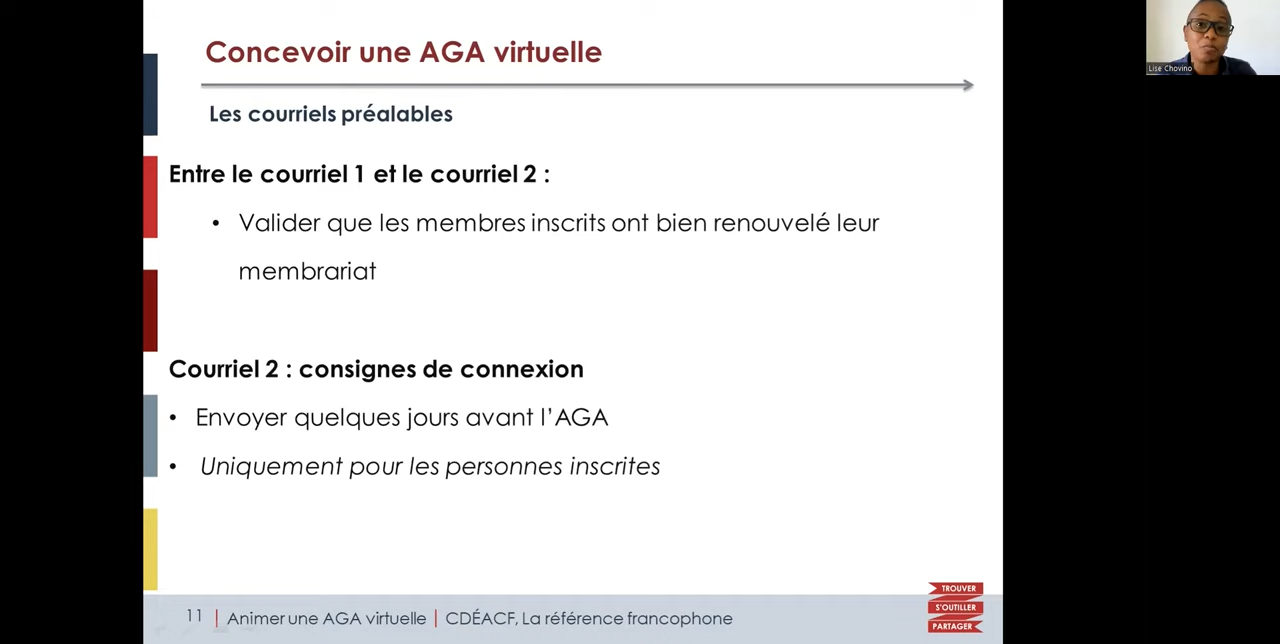 Concevoir une AGA virtuelle
Lise Chovino
Les courriels préalables
Entre le courriel 1 et le courriel 2 :
• Valider que les membres inscrits ont bien renouvelé leur
membrariat
Courriel 2 : consignes de connexion
• Envoyer quelques jours avant l’AGA
• Uniquement pour les personnes inscrites
TROUVER
S'OUTILLER
PARTAGER
11 | Animer une AGA virtuelle | CDÉACF, La référence francophone